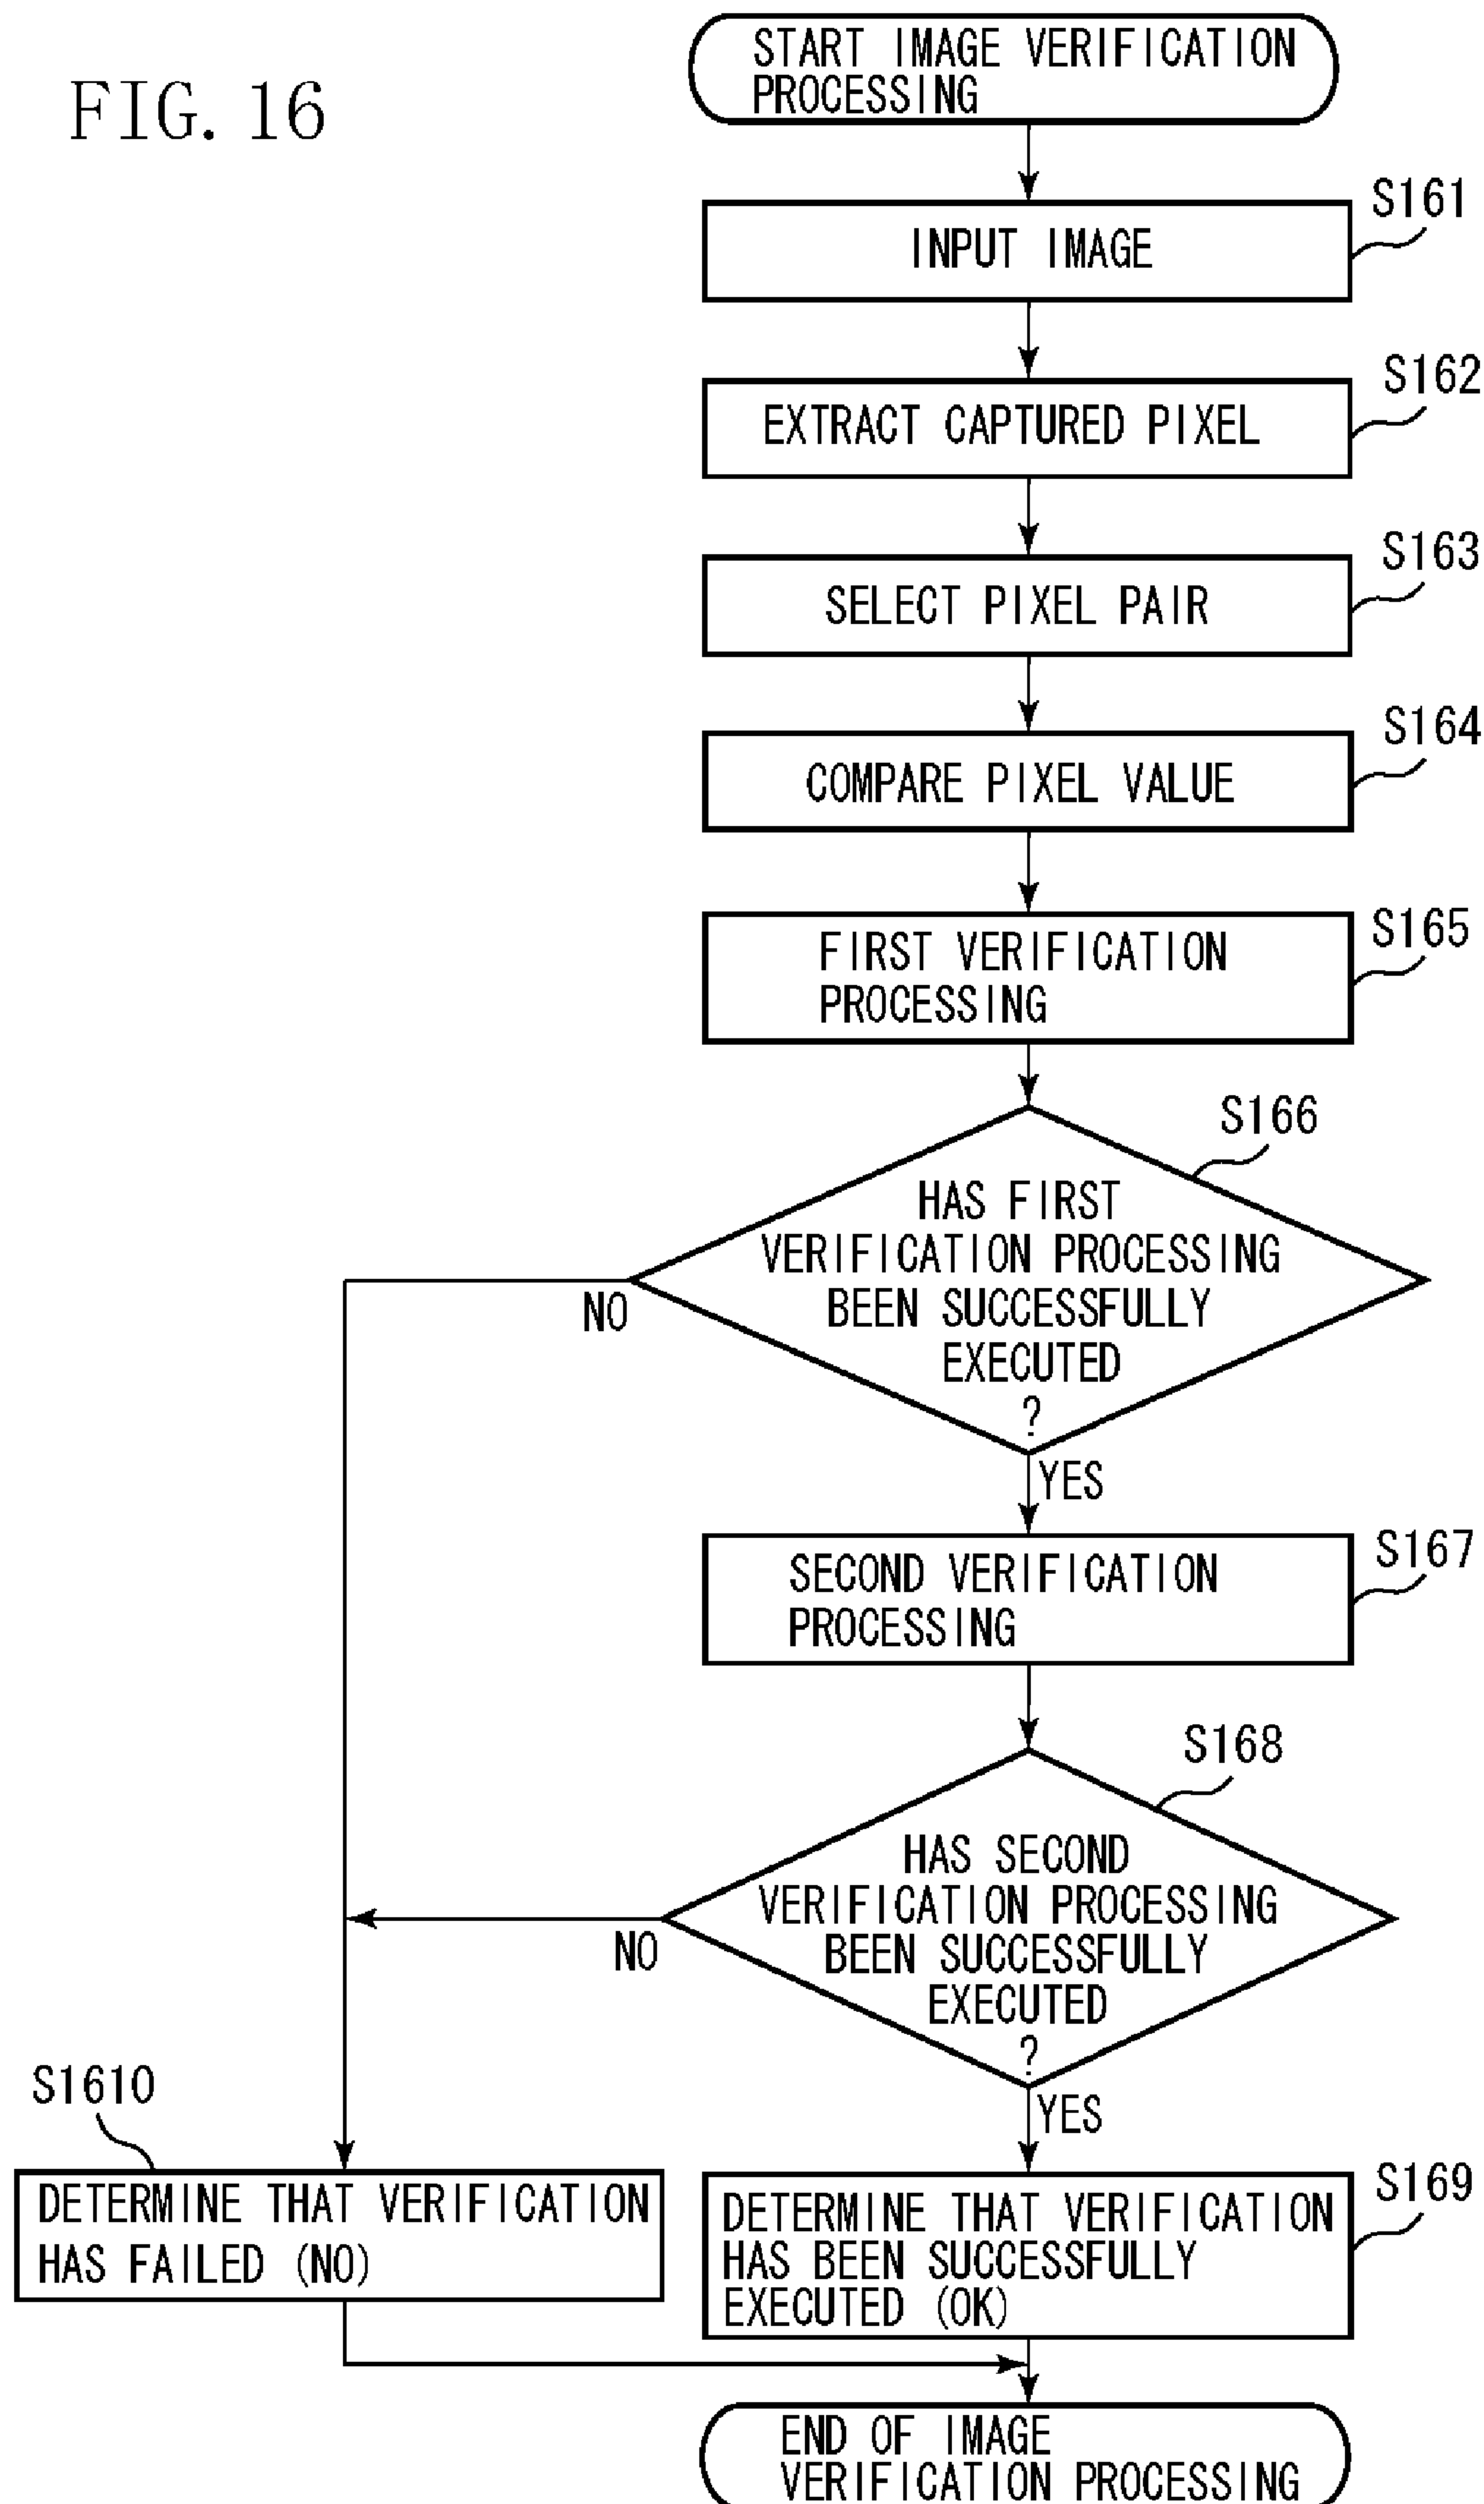 FIG. 16
START IMAGE VERIFICATION
PROCESSING
S161
INPUT IMAGE
S162
EXTRACT CAPTURED PIXEL
S163
SELECT PIXEL PAIR
S164
COMPARE PIXEL VALUE
S165
FIRST VERIFICATION
PROCESSING
S166
HAS FIRST
VERIFICATION PROCESSING
BEEN SUCCESSFULLY
EXECUTED
?
NO
YES
S167
SECOND VERIFICATION
PROCESSING
S168
HAS SECOND
VERIFICATION PROCESSING
BEEN SUCCESSFULLY
EXECUTED
?
NO
YES
S1610
DETERMINE THAT VERIFICATION
HAS FAILED (NO)
S169
DETERMINE THAT VERIFICATION
HAS BEEN SUCCESSFULLY
EXECUTED (OK)
END OF IMAGE
VERIFICATION PROCESSING